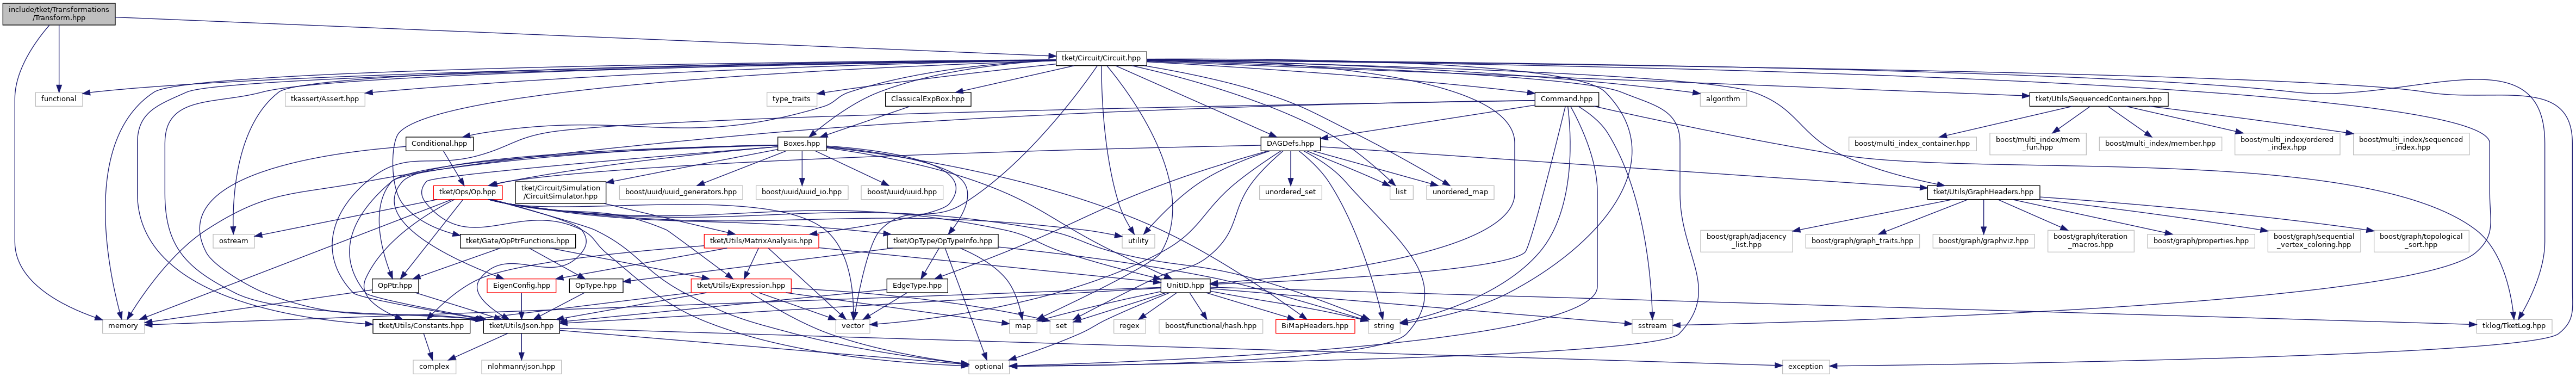 include/tket/Transformations
/Transform.hpp
tket/Circuit/Circuit.hpp
functional
tkassert/Assert.hpp
type_traits
ClassicalExpBox.hpp
Command.hpp
algorithm
tket/Utils/SequencedContainers.hpp
Conditional.hpp
Boxes.hpp
DAGDefs.hpp
boost/multi_index_container.hpp
boost/multi_index/mem
_fun.hpp
boost/multi_index/member.hpp
boost/multi_index/ordered
_index.hpp
boost/multi_index/sequenced
_index.hpp
tket/Ops/Op.hpp
tket/Circuit/Simulation
/CircuitSimulator.hpp
boost/uuid/uuid_generators.hpp
boost/uuid/uuid_io.hpp
boost/uuid/uuid.hpp
unordered_set
list
unordered_map
tket/Utils/GraphHeaders.hpp
ostream
tket/Gate/OpPtrFunctions.hpp
tket/Utils/MatrixAnalysis.hpp
tket/OpType/OpTypeInfo.hpp
utility
boost/graph/adjacency
_list.hpp
boost/graph/graph_traits.hpp
boost/graph/graphviz.hpp
boost/graph/iteration
_macros.hpp
boost/graph/properties.hpp
boost/graph/sequential
_vertex_coloring.hpp
boost/graph/topological
_sort.hpp
OpPtr.hpp
EigenConfig.hpp
OpType.hpp
tket/Utils/Expression.hpp
EdgeType.hpp
UnitID.hpp
memory
tket/Utils/Constants.hpp
tket/Utils/Json.hpp
vector
map
set
regex
boost/functional/hash.hpp
BiMapHeaders.hpp
string
sstream
tklog/TketLog.hpp
complex
nlohmann/json.hpp
optional
exception